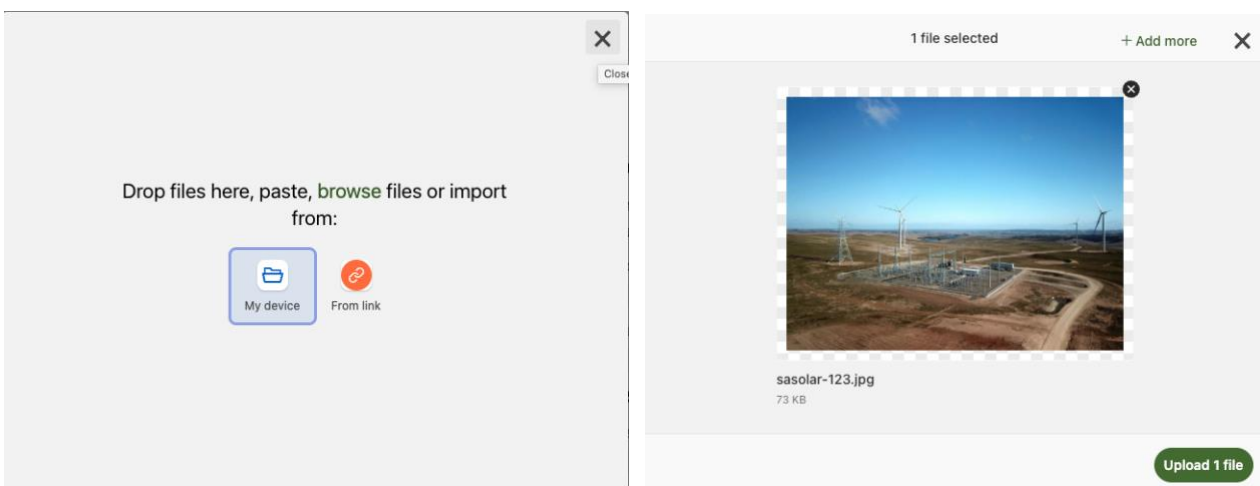 Close
Drop files here, paste, browse files or import
from:
My device
From link
1 file selected
+ Add more
sasolar-123.jpg
73 KB
Upload 1 file